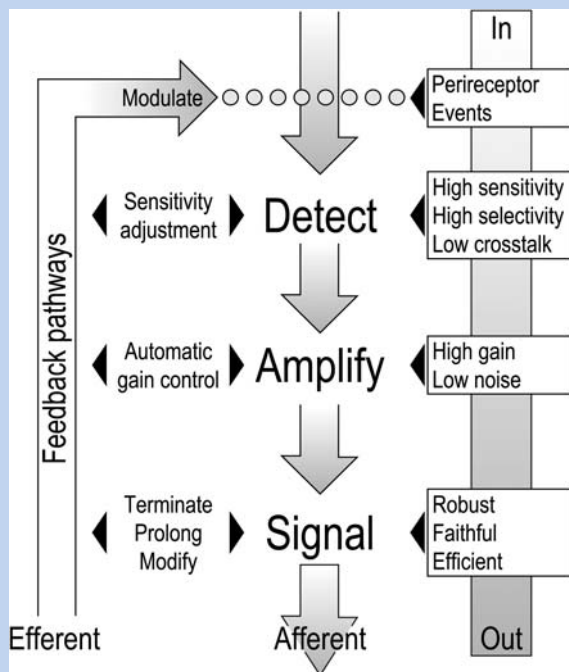 In
Modulate
Perireceptor
Events
Sensitivity
adjustment
Detect
High sensitivity
High selectivity
Low crosstalk
Feedback pathways
Automatic
gain control
Amplify
High gain
Low noise
Terminate
Prolong
Modify
Signal
Robust
Faithful
Efficient
Efferent
Afferent
Out